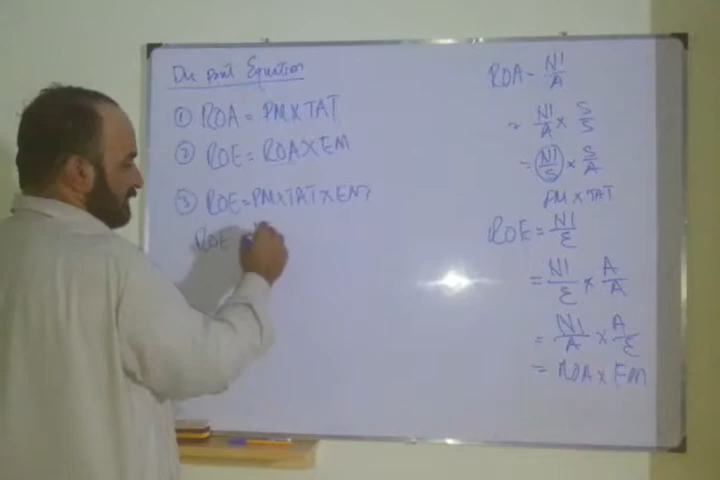 Du pont Equation
① ROA = PM X TAT
② ROE = ROA X EM
③ ROE = PM X TAT X EM?
ROE
ROA = NI/A
= NI/A × S/S
= NI/S × S/A
PM X TAT
ROE = NI/E
= NI/E × A/A
= NI/A × A/E
= ROA X EM